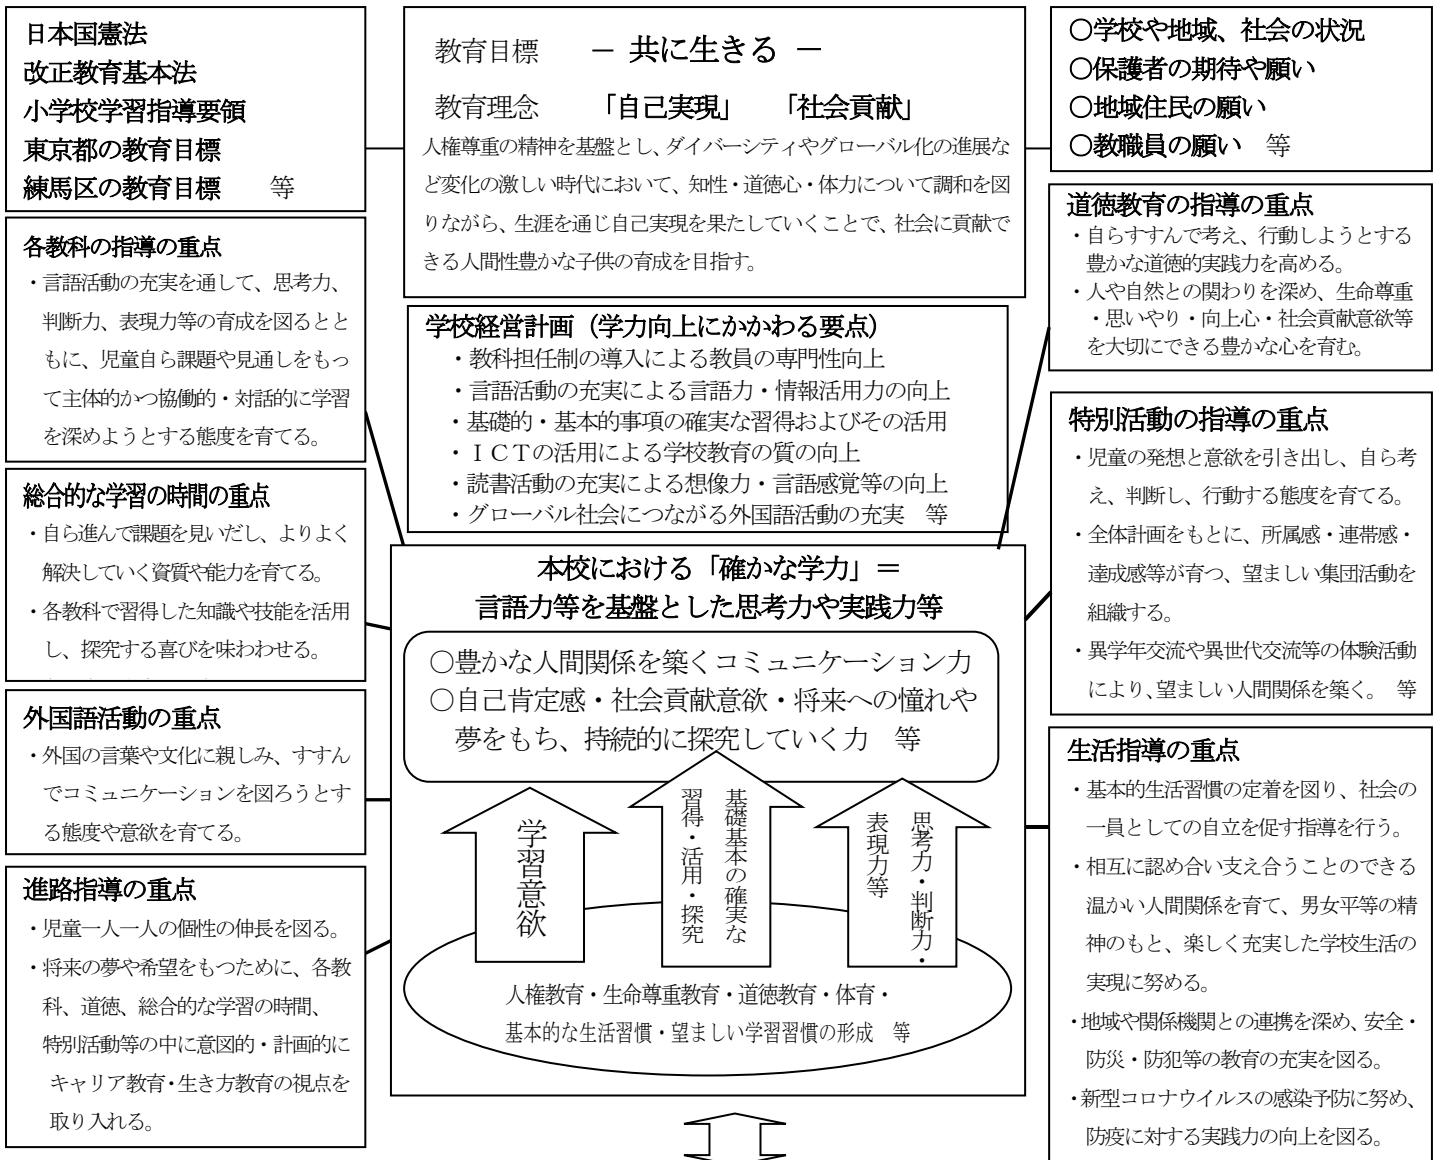 日本国憲法
改正教育基本法
小学校学習指導要領
東京都の教育目標
練馬区の教育目標　等
教育目標　－ 共に生きる －
教育理念　「自己実現」　「社会貢献」
人権尊重の精神を基盤とし、ダイバーシティやグローバル化の進展な
ど変化の激しい時代において、知性・道徳心・体力について調和を図
りながら、生涯を通じ自己実現を果たしていくことで、社会に貢献で
きる人間性豊かな子供の育成を目指す。
○学校や地域、社会の状況
○保護者の期待や願い
○地域住民の願い
○教職員の願い　等
各教科の指導の重点
・言語活動の充実を通して、思考力、
判断力、表現力等の育成を図るとと
もに、児童自ら課題や見通しをもっ
て主体的かつ協働的・対話的に学習
を深めようとする態度を育てる。
総合的な学習の時間の重点
・自ら進んで課題を見いだし、よりよく
解決していく資質や能力を育てる。
・各教科で習得した知識や技能を活用
し、探究する喜びを味わわせる。
外国語活動の重点
・外国の言葉や文化に親しみ、すすん
でコミュニケーションを図ろうとす
る態度や意欲を育てる。
進路指導の重点
・児童一人一人の個性の伸長を図る。
・将来の夢や希望をもつために、各教
科、道徳、総合的な学習の時間、
特別活動等の中に意図的・計画的に
キャリア教育・生き方教育の視点を
取り入れる。
学校経営計画（学力向上にかかわる要点）
・教科担任制の導入による教員の専門性向上
・言語活動の充実による言語力・情報活用力の向上
・基礎的・基本的事項の確実な習得およびその活用
・ＩＣＴの活用による学校教育の質の向上
・読書活動の充実による想像力・言語感覚等の向上
・グローバル社会につながる外国語活動の充実　等
本校における「確かな学力」＝
言語力等を基盤とした思考力や実践力等
○豊かな人間関係を築くコミュニケーション力
○自己肯定感・社会貢献意欲・将来への憧れや
夢をもち、持続的に探究していく力　等
学習意欲
基礎基本の確実な
習得・活用・探究
思考力・判断力・
表現力等
人権教育・生命尊重教育・道徳教育・体育・
基本的な生活習慣・望ましい学習習慣の形成　等
道徳教育の指導の重点
・自らすすんで考え、行動しようとする
豊かな道徳的実践力を高める。
・人や自然との関わりを深め、生命尊重
・思いやり・向上心・社会貢献意欲等
を大切にできる豊かな心を育む。
特別活動の指導の重点
・児童の発想と意欲を引き出し、自ら考
え、判断し、行動する態度を育てる。
・全体計画をもとに、所属感・連帯感・
達成感等が育つ、望ましい集団活動を
組織する。
・異学年交流や異世代交流等の体験活動
により、望ましい人間関係を築く。　等
生活指導の重点
・基本的生活習慣の定着を図り、社会の
一員としての自立を促す指導を行う。
・相互に認め合い支え合うことのできる
温かい人間関係を育て、男女平等の精
神のもと、楽しく充実した学校生活の
実現に努める。
・地域や関係機関との連携を深め、安全・
防災・防犯等の教育の充実を図る。
・新型コロナウイルスの感染予防に努め、
防疫に対する実践力の向上を図る。